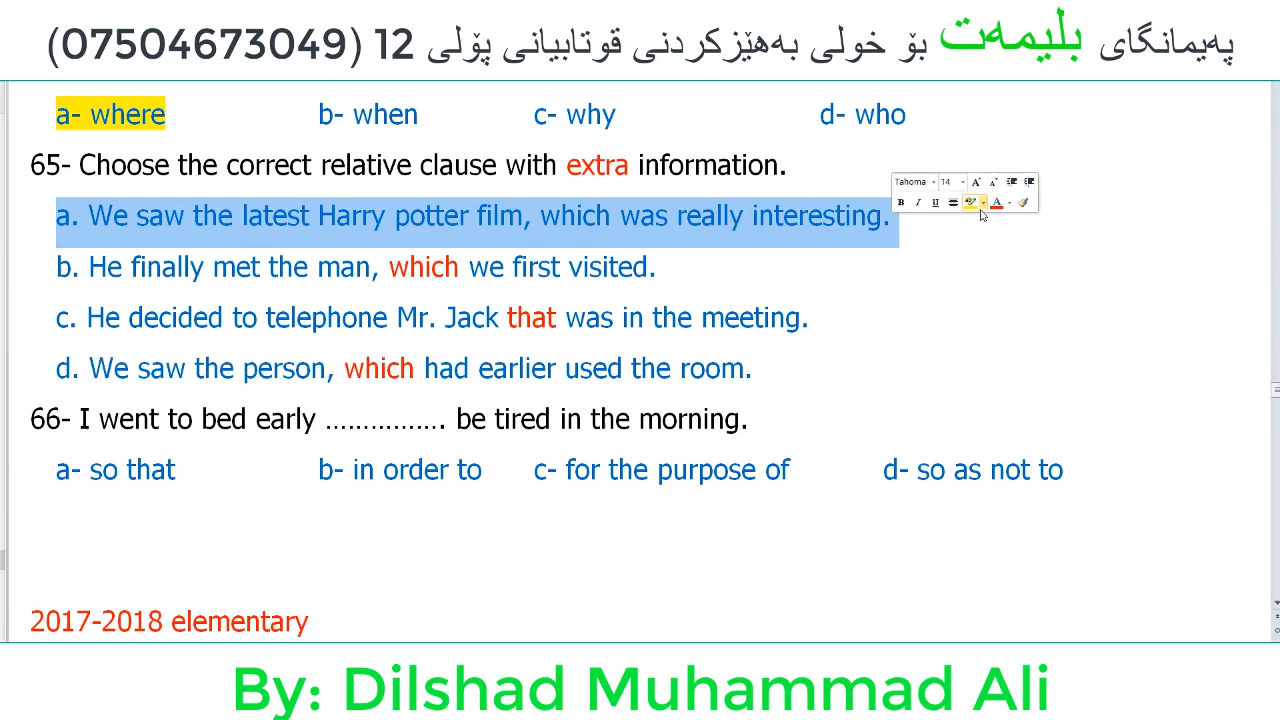 پەیمانگای بلیمەت بۆ خولی بەهێزکردنی قوتابیانی پۆلی 12 (07504673049)
a- where b- when c- why d- who
65- Choose the correct relative clause with extra information.
Tahoma 14
a. We saw the latest Harry potter film, which was really interesting.
b. He finally met the man, which we first visited.
c. He decided to telephone Mr. Jack that was in the meeting.
d. We saw the person, which had earlier used the room.
66- I went to bed early ……………. be tired in the morning.
a- so that b- in order to c- for the purpose of d- so as not to
2017-2018 elementary
By: Dilshad Muhammad Ali